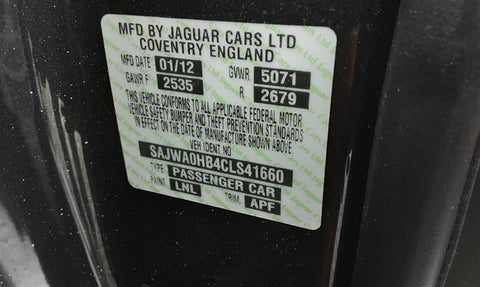 MFD BY JAGUAR CARS LTD
COVENTRY ENGLAND
MFD DATE 01/12 GVWR 5071
GAWR F 2535 R 2679
THIS VEHICLE CONFORMS TO ALL APPLICABLE FEDERAL MOTOR
VEHICLE SAFETY BUMPER AND THEFT PREVENTION STANDARDS
IN EFFECT ON THE DATE OF MANUFACTURE SHOWN ABOVE
VEH IDENT NO
SAJWA0HB4CLS41660
TYPE PASSENGER CAR
PAINT. LNL TRIM. APF